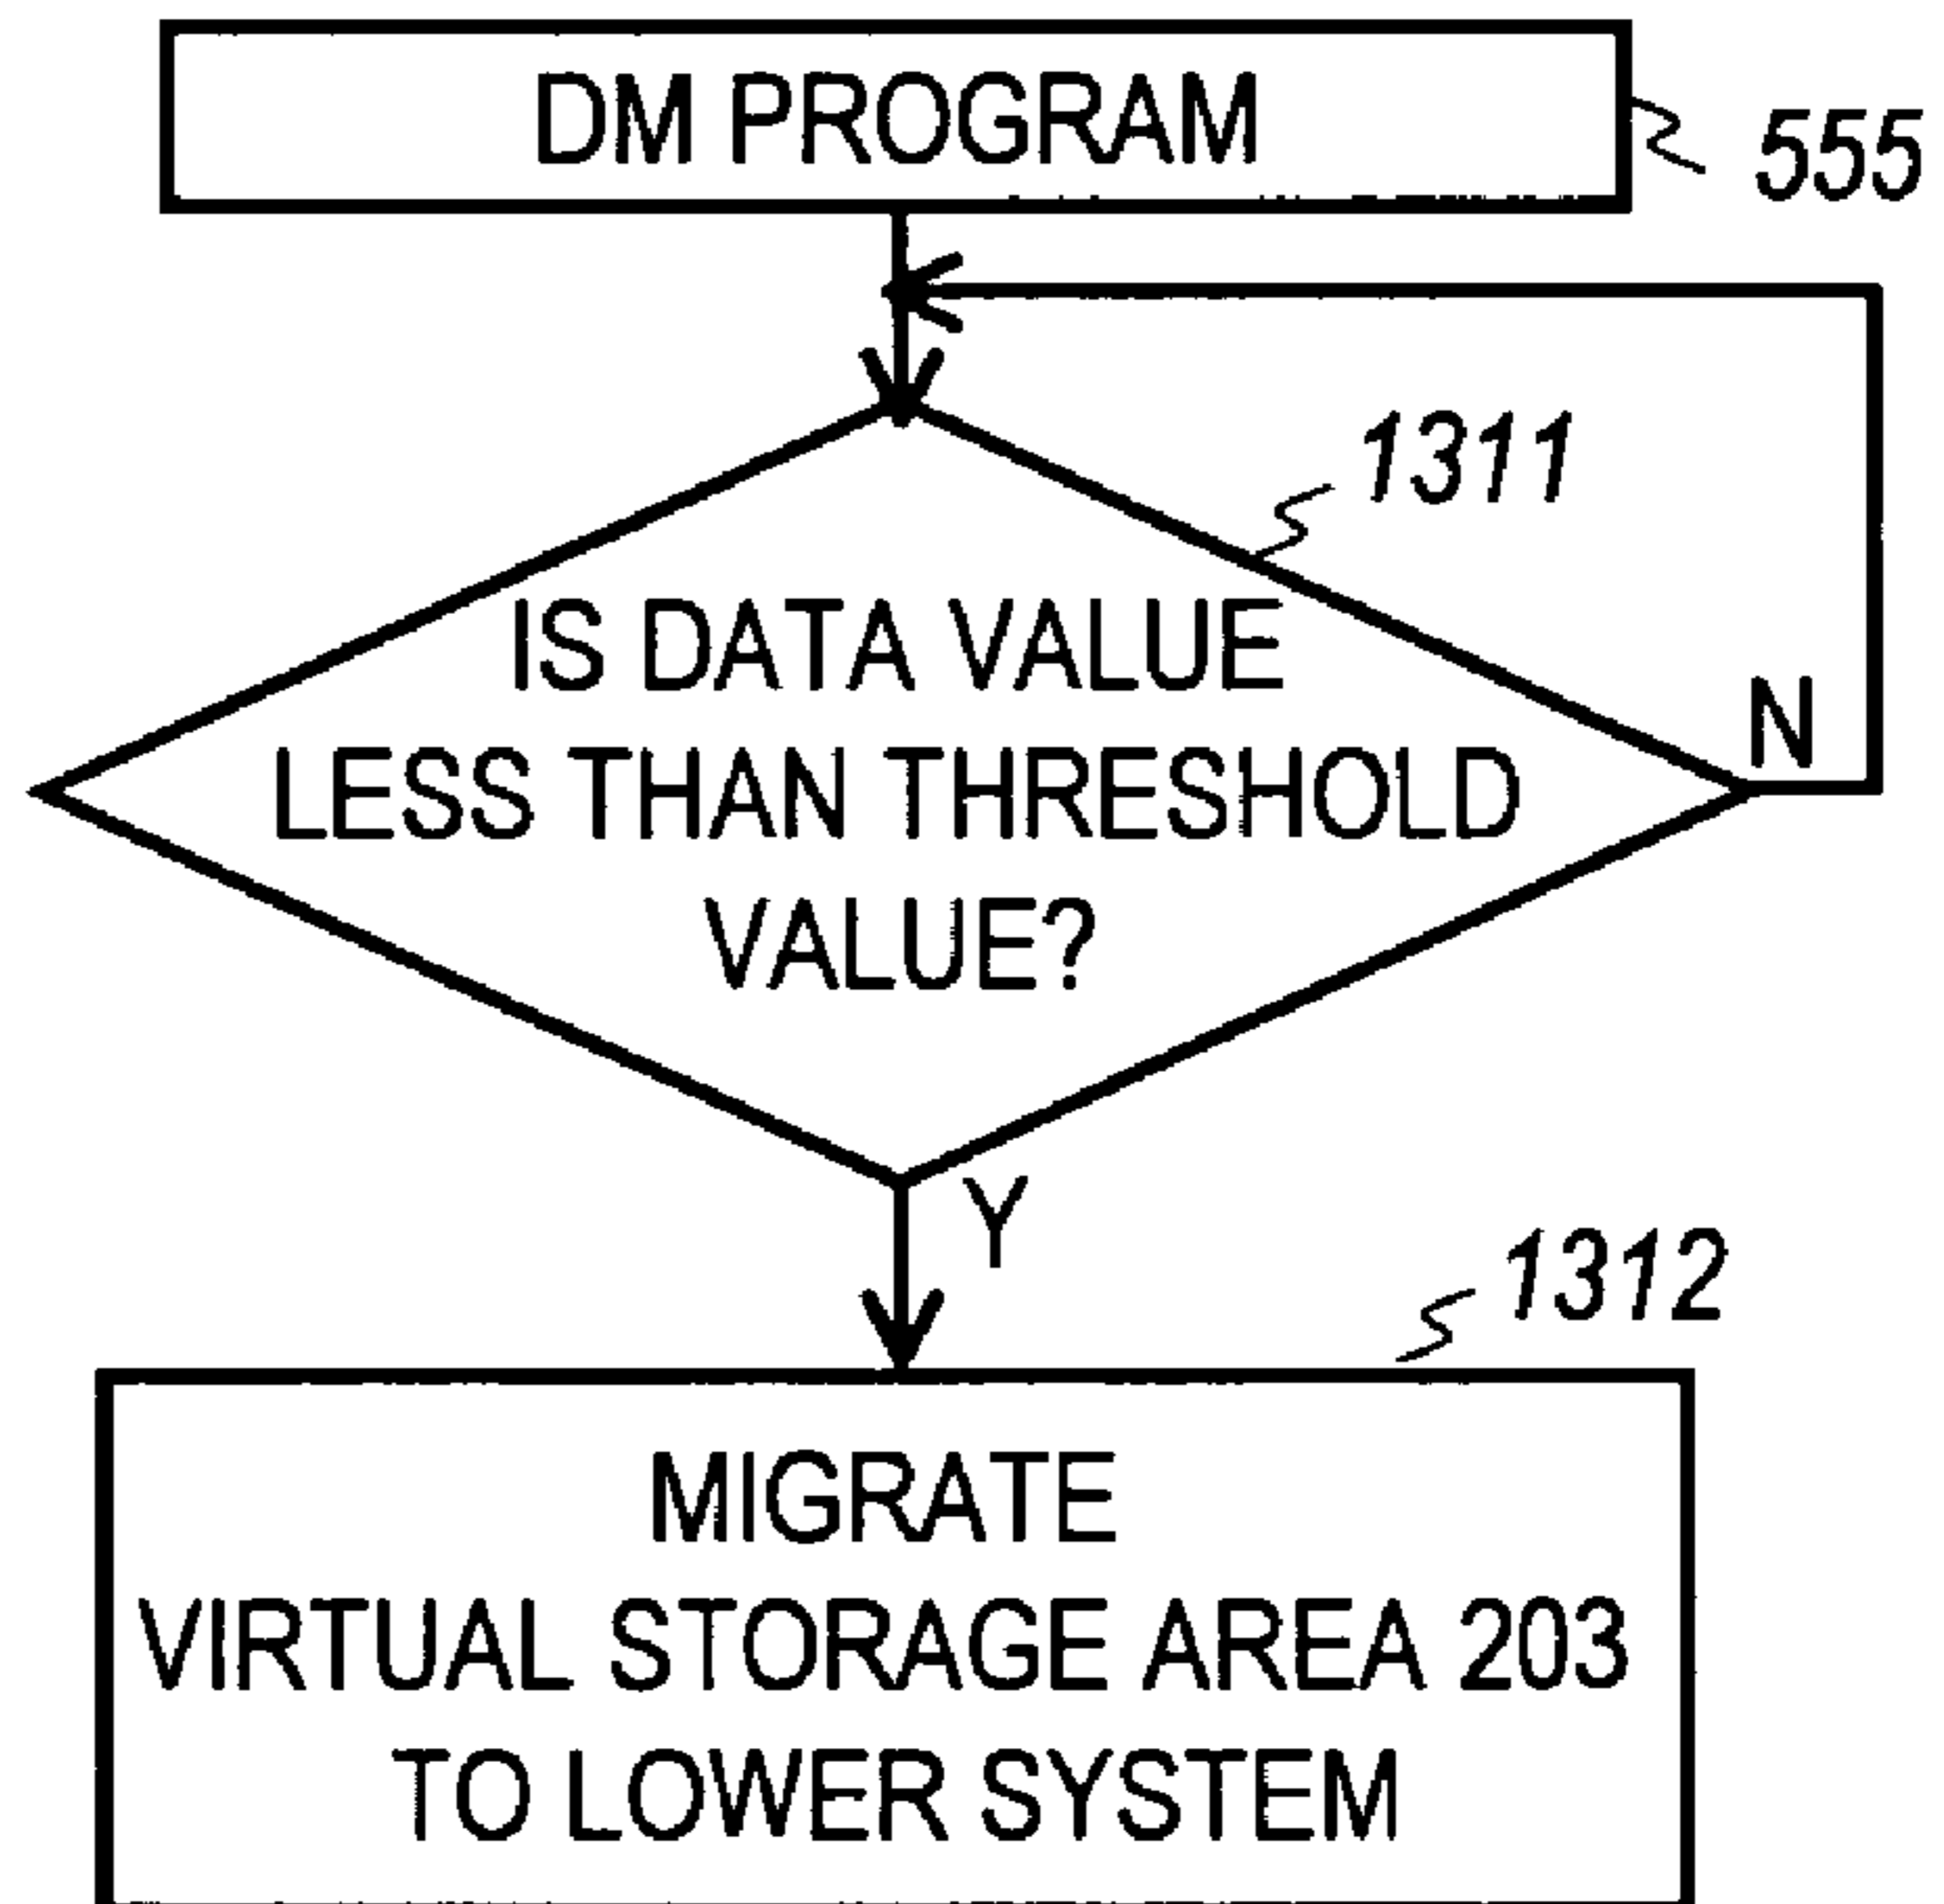 DM PROGRAM
555
1311
IS DATA VALUE
LESS THAN THRESHOLD
VALUE?
N
Y
1312
MIGRATE
VIRTUAL STORAGE AREA 203
TO LOWER SYSTEM